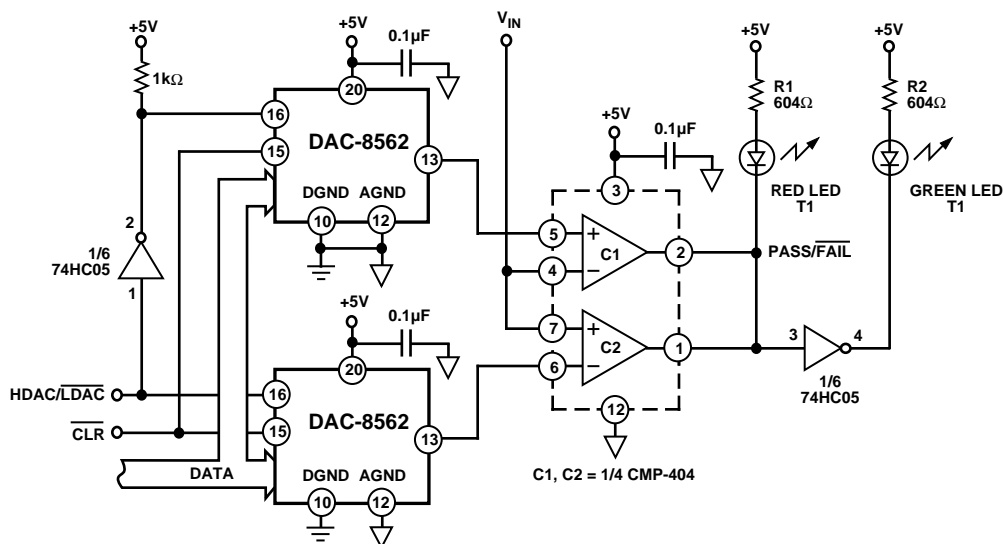 +5V
1kΩ
+5V
0.1µF
20
16
15
DAC-8562
13
DGND
AGND
10
12
2
1/6
74HC05
1
HDAC/LDAC
CLR
DATA
+5V
0.1µF
20
16
15
DAC-8562
13
DGND
AGND
10
12
VIN
+5V
0.1µF
3
5
+
4
–
C1
2
7
+
6
–
C2
1
12
C1, C2 = 1/4 CMP-404
PASS/FAIL
+5V
R1
604Ω
RED LED
T1
+5V
R2
604Ω
GREEN LED
T1
3
4
1/6
74HC05